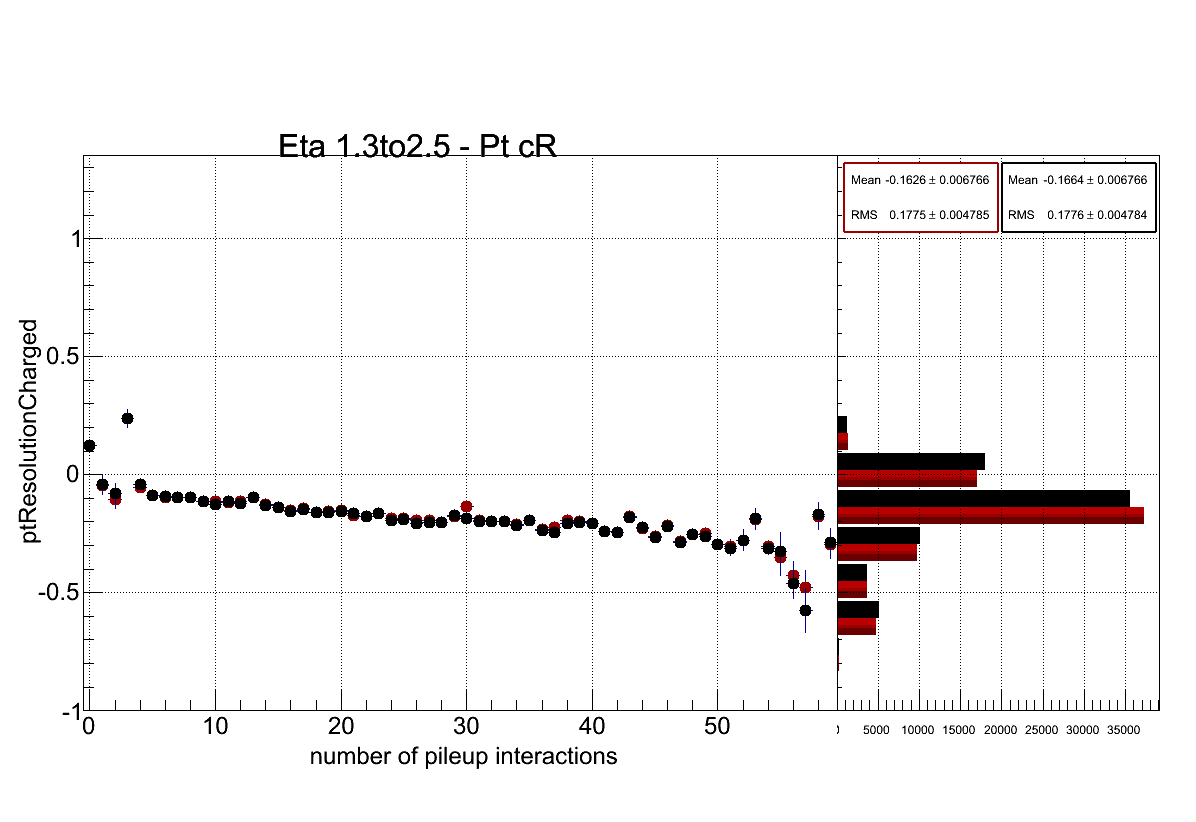 Eta 1.3to2.5 - Pt cR
Mean -0.1626 ± 0.006766
RMS 0.1775 ± 0.004785
Mean -0.1664 ± 0.006766
RMS 0.1776 ± 0.004784
ptResolutionCharged
1
0.5
0
-0.5
-1
0 10 20 30 40 50
5000 10000 15000 20000 25000 30000 35000
number of pileup interactions